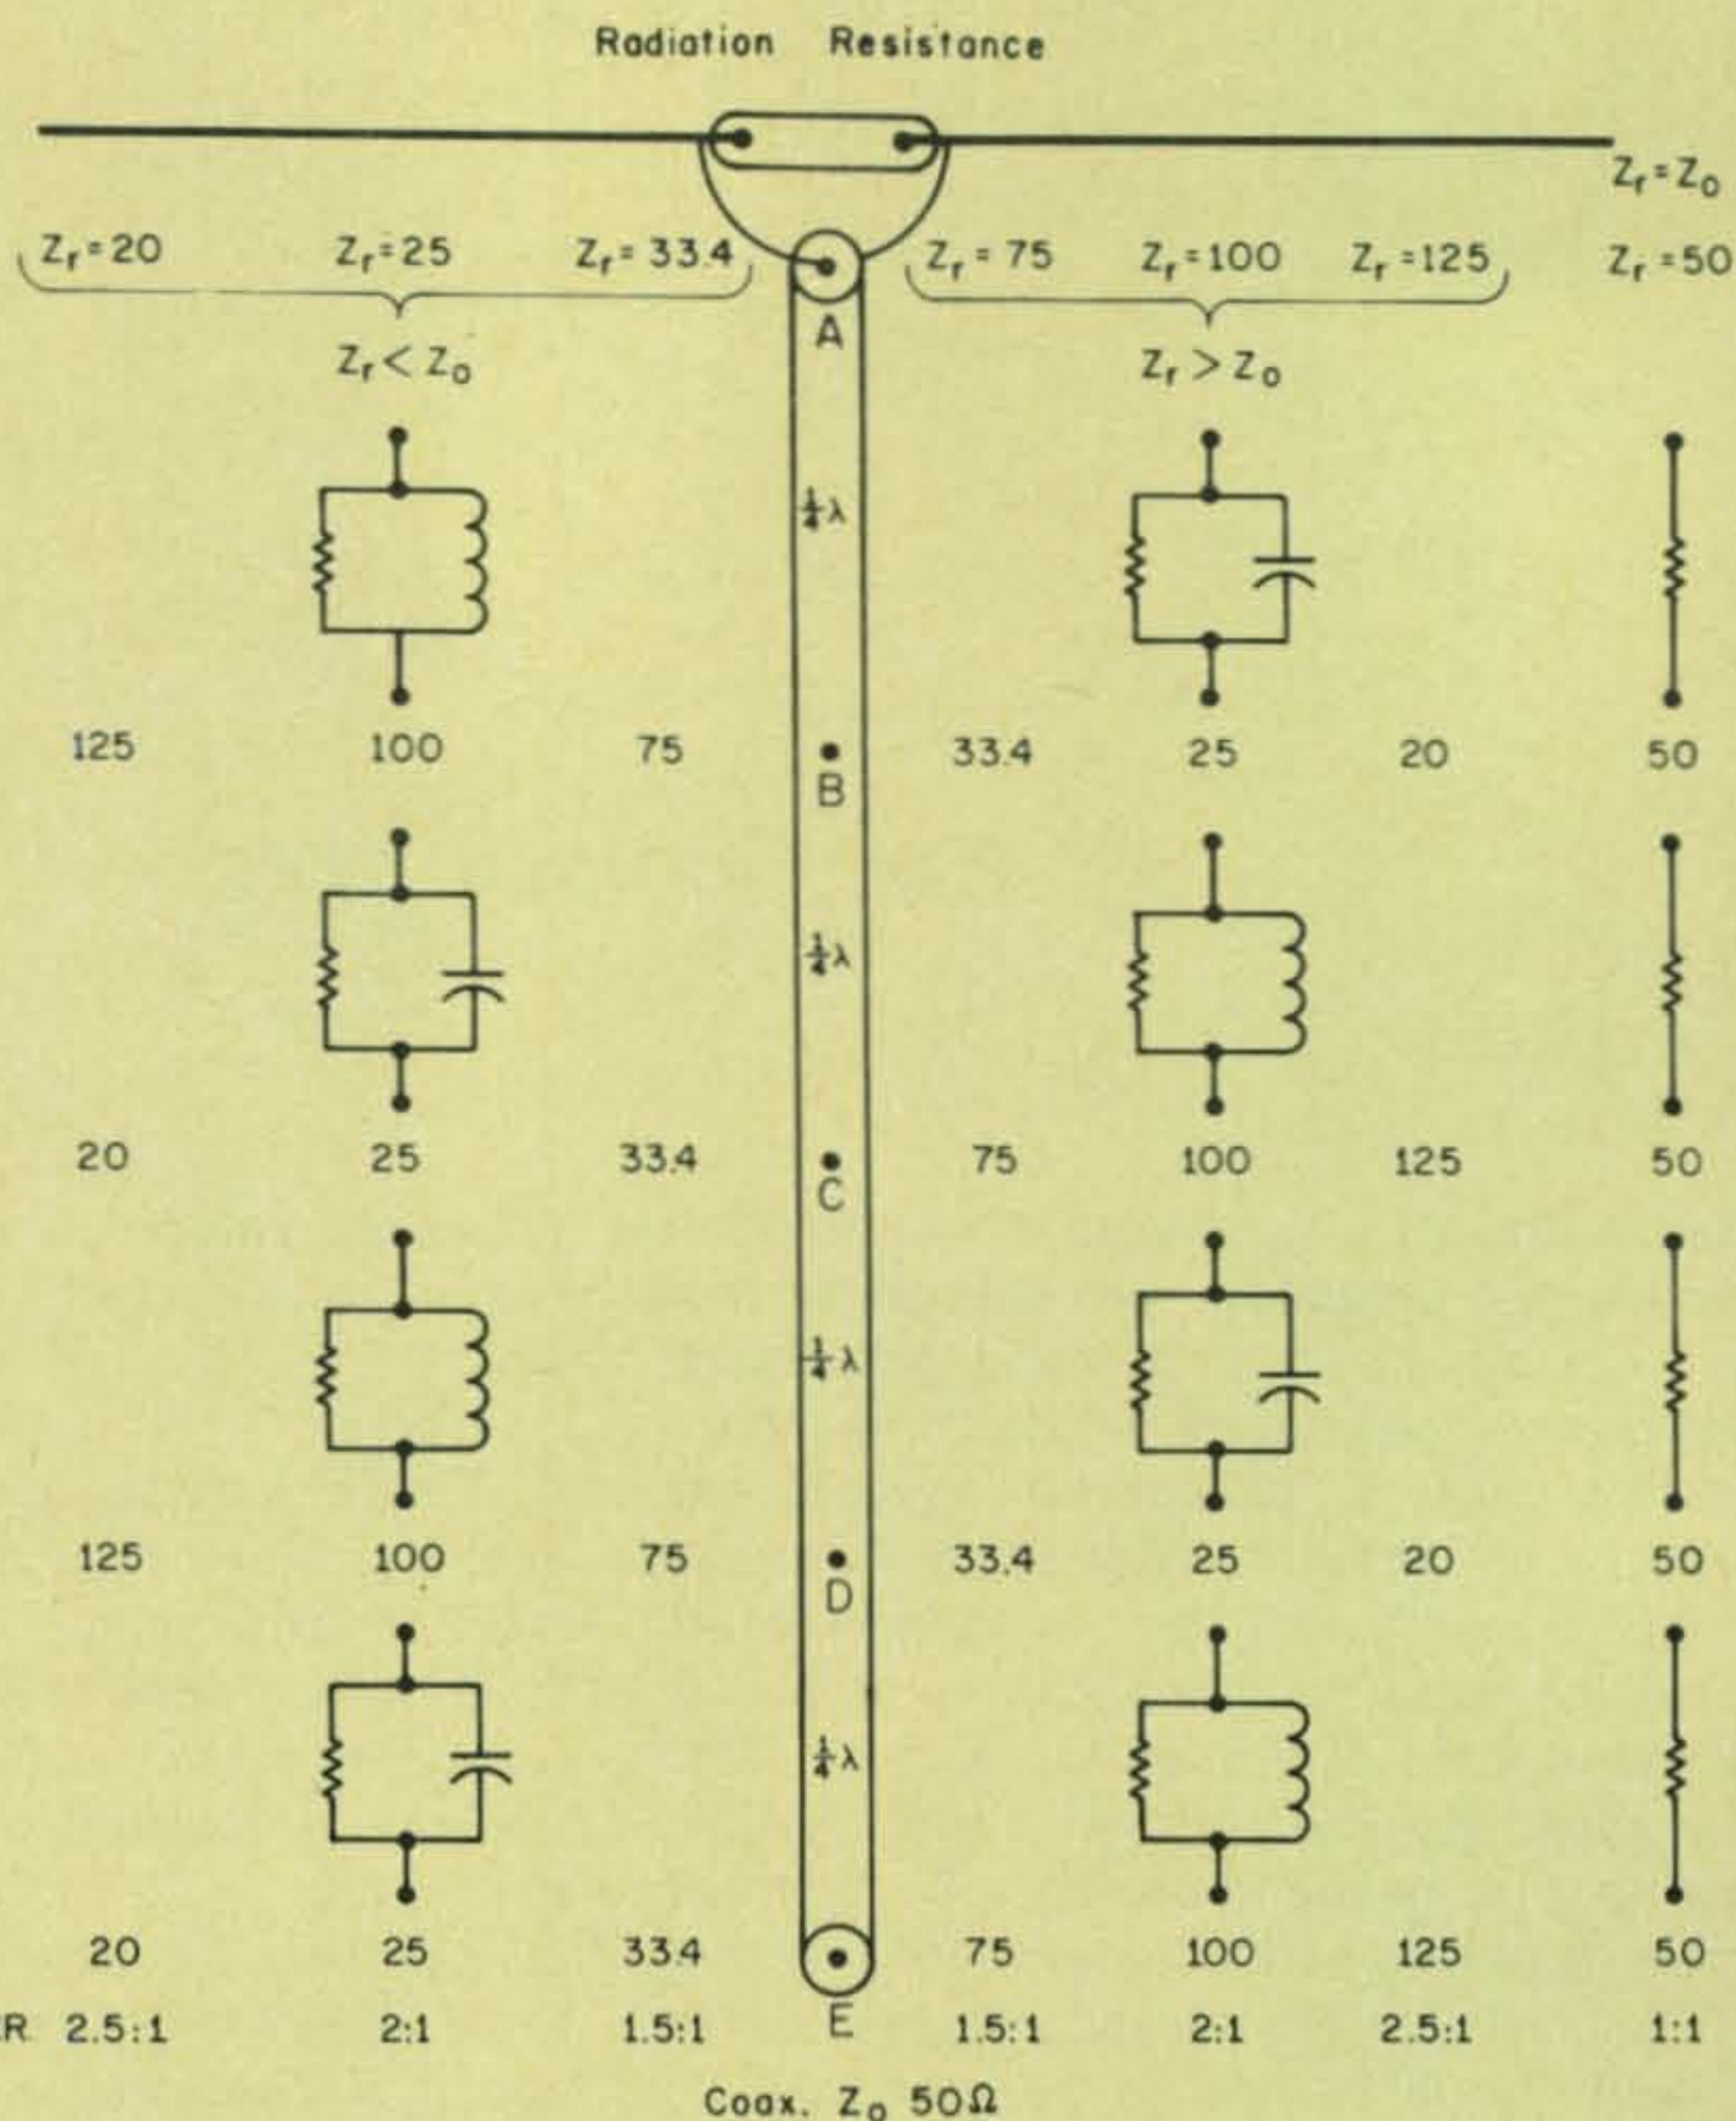 Radiation Resistance
Zr = Z0
Zr = 20 Zr = 25 Zr = 33.4 Zr = 75 Zr = 100 Zr = 125 Zr = 50
A
Zr < Z0 Zr > Z0
¼λ
125 100 75 33.4 25 20 50
B
¼λ
20 25 33.4 75 100 125 50
C
¼λ
125 100 75 33.4 25 20 50
D
¼λ
20 25 33.4 75 100 125 50
R 2.5:1 2:1 1.5:1 E 1.5:1 2:1 2.5:1 1:1
Coax. Z0 50Ω